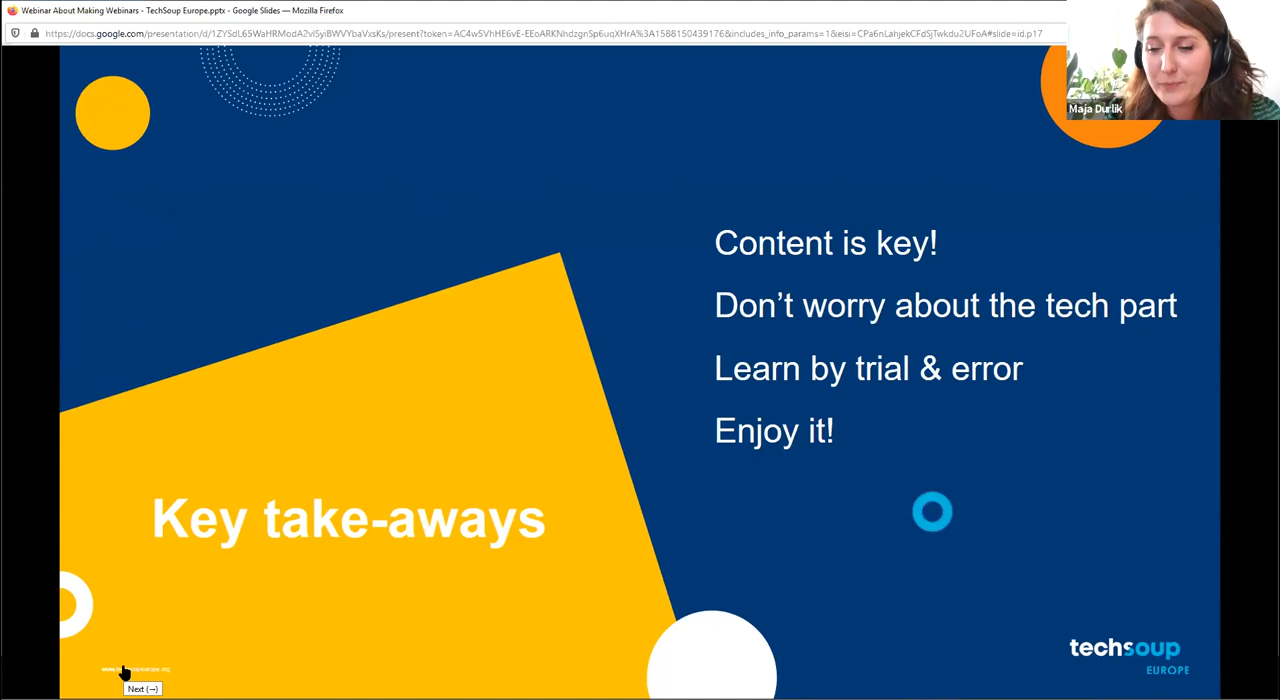 Webinar About Making Webinars - TechSoup Europe.pptx - Google Slides — Mozilla Firefox
Maja Durlik
Content is key!
Don't worry about the tech part
Learn by trial & error
Enjoy it!
Key take-aways
techsoup
EUROPE
Next (→)